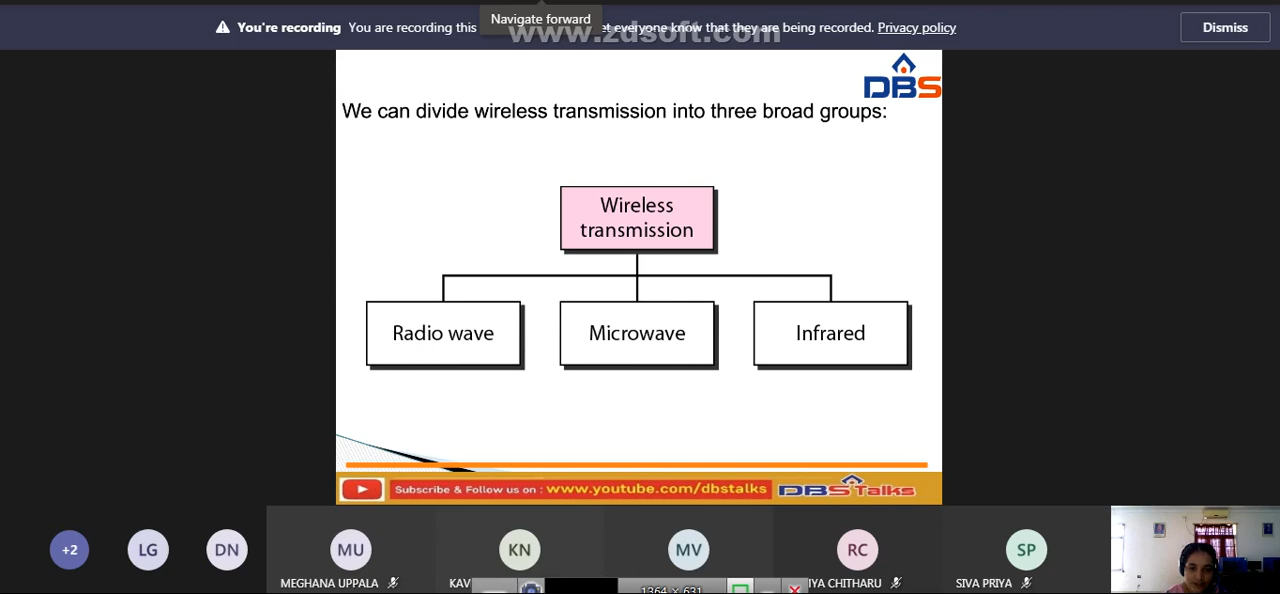 Navigate forward
You're recording You are recording this et everyone know that they are being recorded. Privacy policy
Dismiss
www.zdsoft.com
DBS
We can divide wireless transmission into three broad groups:
Wireless
transmission
Radio wave Microwave Infrared
Subscribe & Follow us on : www.youtube.com/dbstalks DBS Talks
+2 LG DN MU KN MV RC SP
MEGHANA UPPALA KAV IYA CHITHARU SIVA PRIYA
1364 × 631